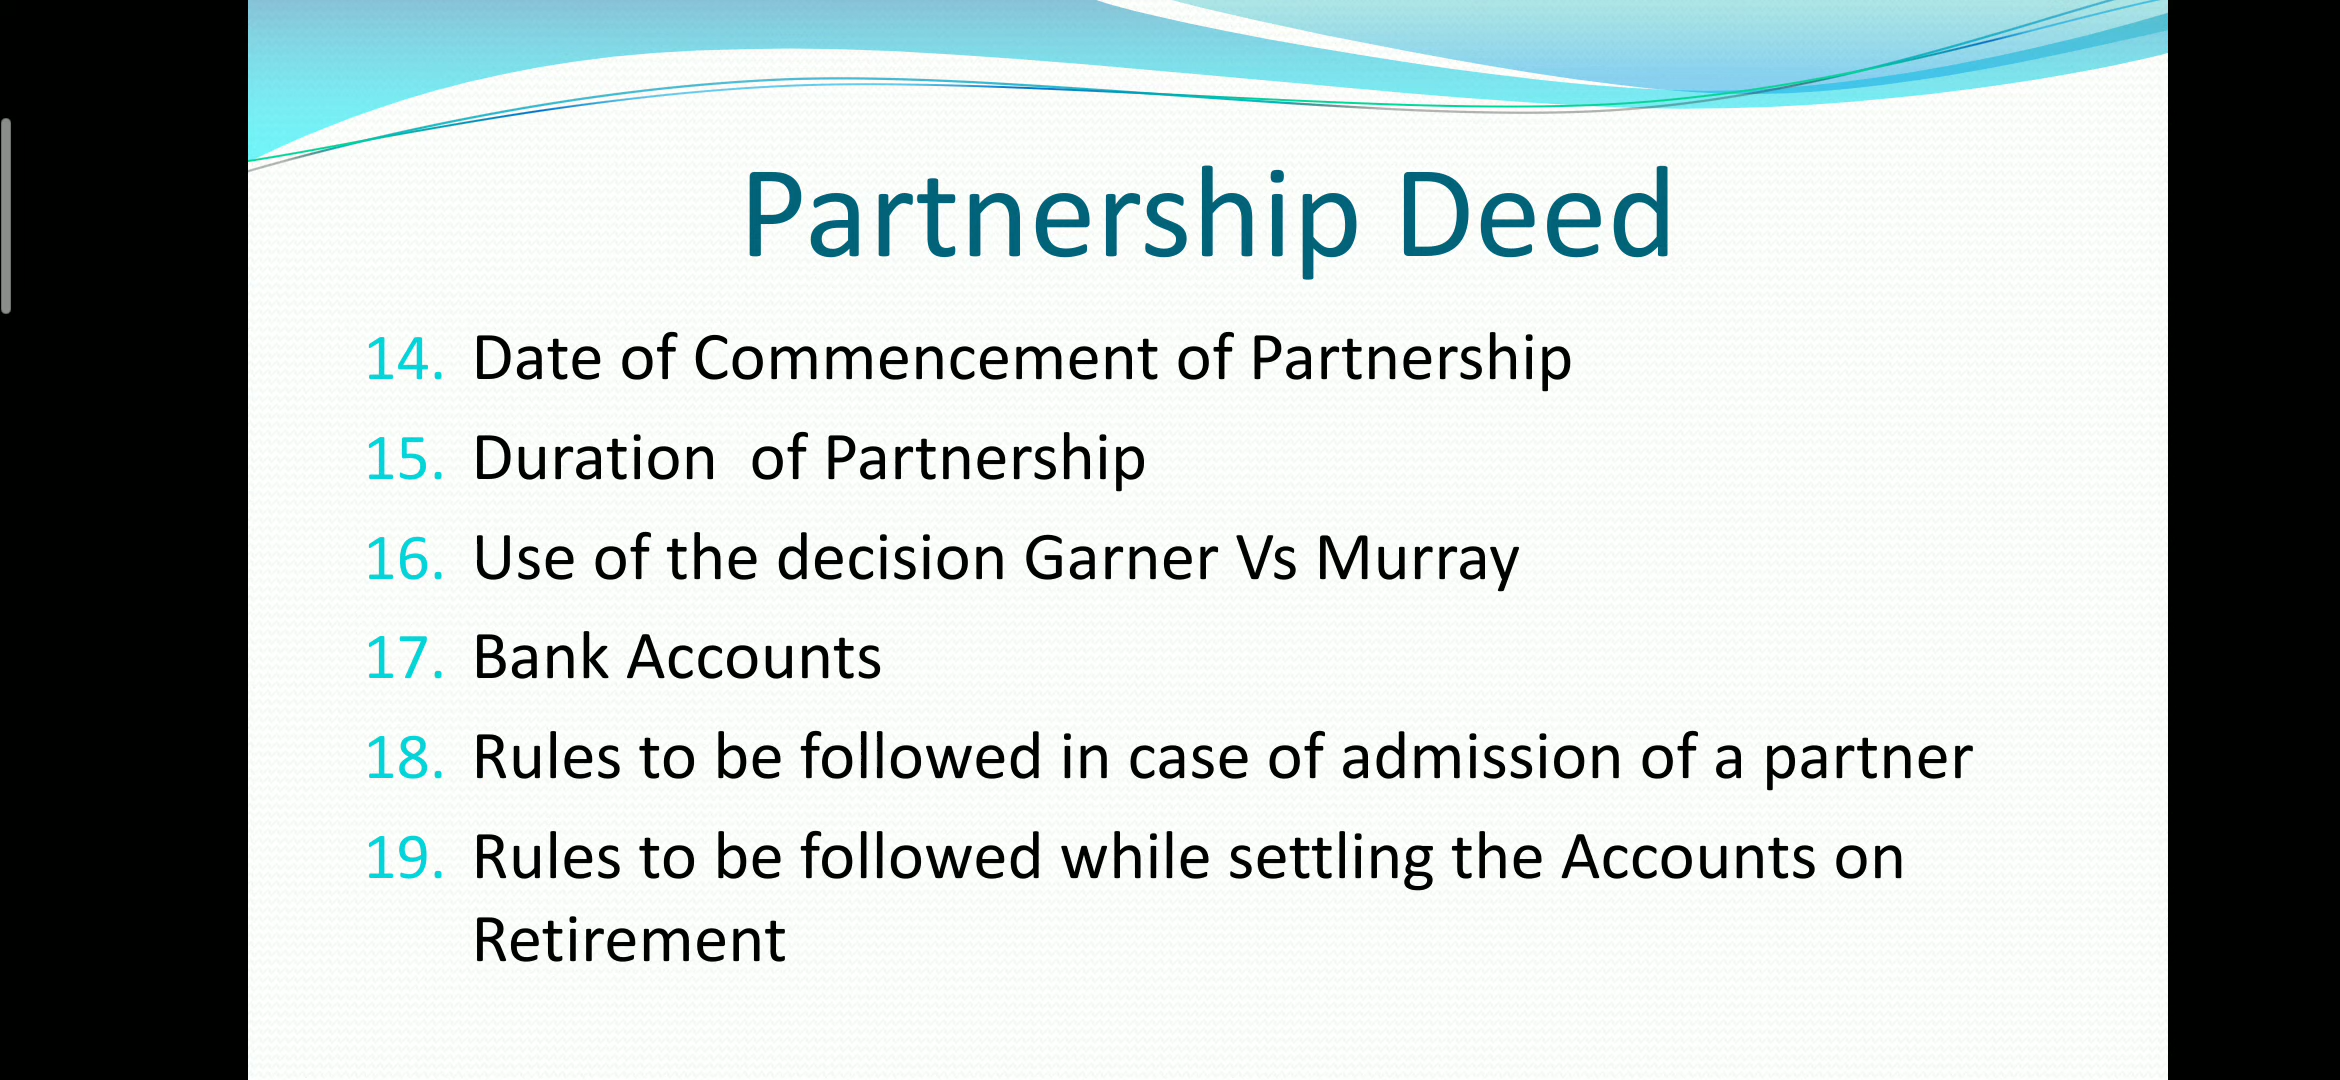 Partnership Deed
14. Date of Commencement of Partnership
15. Duration  of Partnership
16. Use of the decision Garner Vs Murray
17. Bank Accounts
18. Rules to be followed in case of admission of a partner
19. Rules to be followed while settling the Accounts on
Retirement